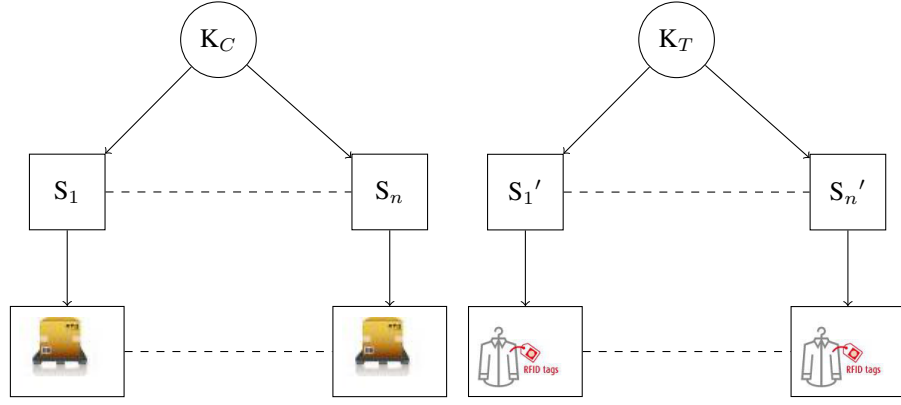 K_C K_T
S_1 S_n S_1′ S_n′
RFID tags RFID tags